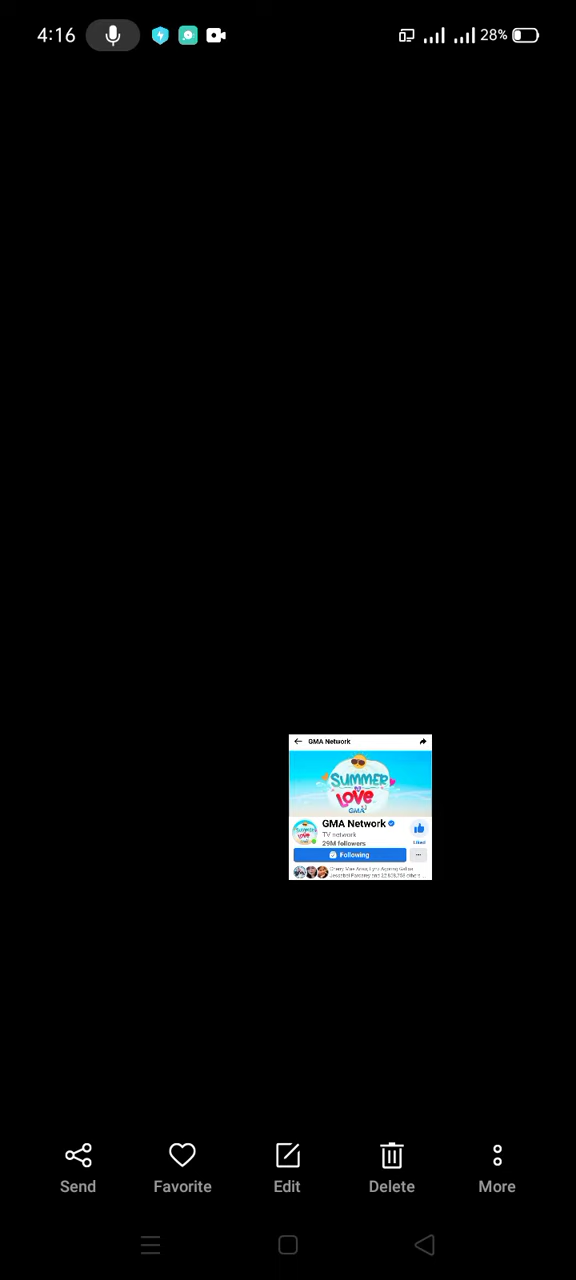 4:16
28%
GMA Network
SUMMER
LOVE
GMA
GMA Network
TV network
29M followers
Liked
Following
Send
Favorite
Edit
Delete
More